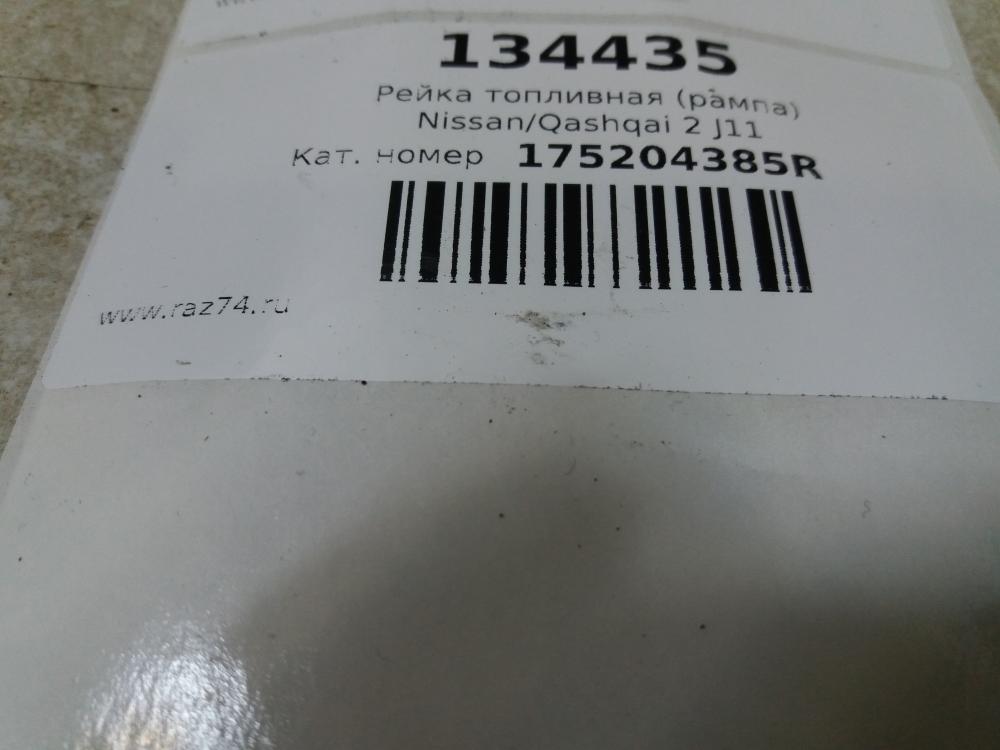 134435
Рейка топливная (рампа)
Nissan/Qashqai 2 J11
Кат. номер 175204385R
www.raz74.ru